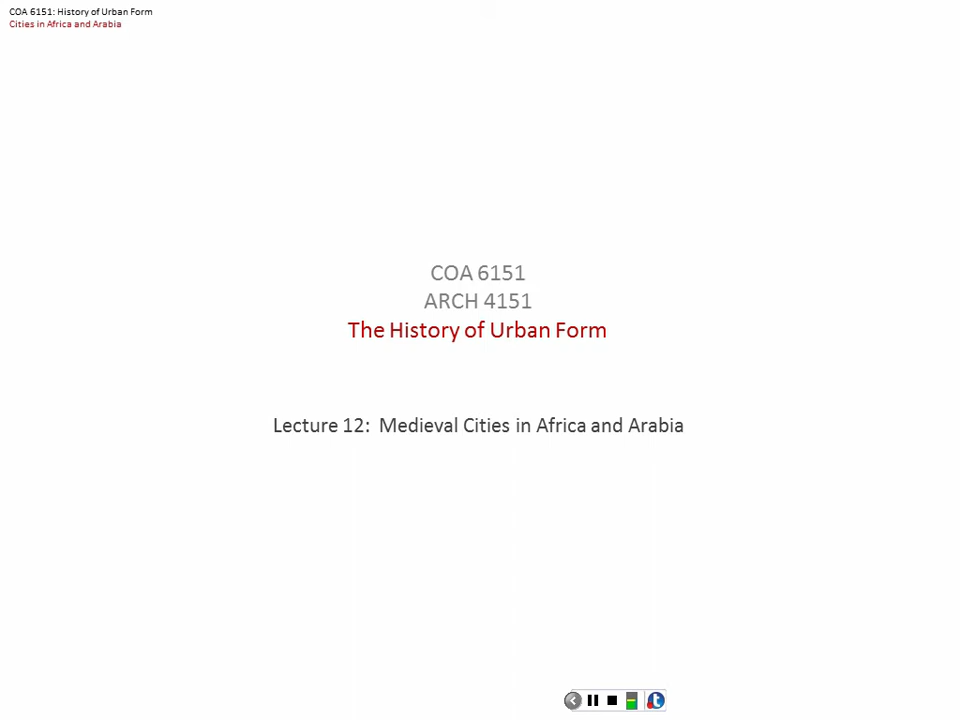 COA 6151: History of Urban Form
Cities in Africa and Arabia
COA 6151
ARCH 4151
The History of Urban Form
Lecture 12: Medieval Cities in Africa and Arabia